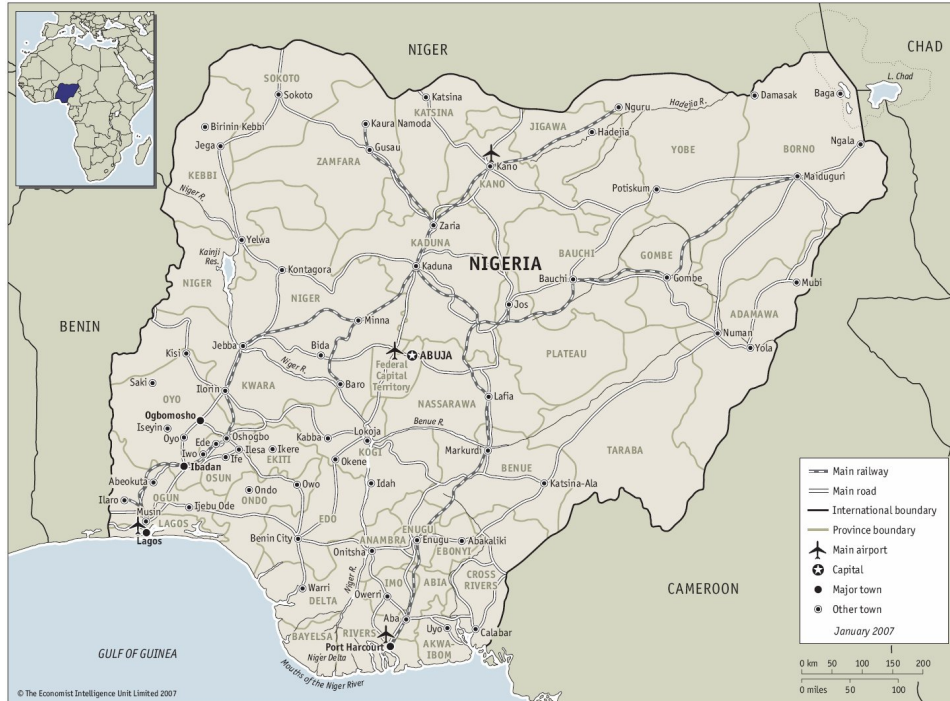 NIGER
CHAD
L. Chad
SOKOTO
Sokoto
Katsina
KATSINA
Nguru
Hadejia R.
Damasak
Baga
Birinin Kebbi
Kaura Namoda
JIGAWA
Hadejia
Jega
Gusau
YOBE
BORNO
Ngala
ZAMFARA
Kano
KEBBI
KANO
Potiskum
Maiduguri
Niger R.
Zaria
Yelwa
KADUNA
BAUCHI
GOMBE
Kainji
Res.
Kontagora
Kaduna
NIGERIA
Bauchi
Gombe
Mubi
NIGER
NIGER
Jos
ADAMAWA
BENIN
Minna
Numan
Jebba
Bida
ABUJA
PLATEAU
Yola
Kisi
Niger R.
Federal
Capital
Territory
Saki
KWARA
Baro
OYO
Ilorin
NASSARAWA
Lafia
Ogbomosho
Iseyin
Oyo
Ede
Oshogbo
Kabba
Lokoja
Benue R.
KOGI
Iwo
Ilesa
Ikere
Ife
EKITI
Okene
Markurdi
TARABA
Ibadan
OSUN
BENUE
Abeokuta
Ondo
ONDO
Owo
Idah
Katsina-Ala
Ilaro
OGUN
Musin
Ijebu Ode
LAGOS
EDO
Lagos
Benin City
ENUGU
Enugu
Abakaliki
ANAMBRA
EBONYI
Onitsha
Niger R.
IMO
ABIA
CROSS
RIVERS
Owerri
Warri
DELTA
Aba
BAYELSA
RIVERS
Uyo
Calabar
Port Harcourt
AKWA-
IBOM
Niger Delta
Mouths of the Niger River
GULF OF GUINEA
CAMEROON
Main railway
Main road
International boundary
Province boundary
Main airport
Capital
Major town
Other town
January 2007
0 km 50 100 150 200
0 miles 50 100
© The Economist Intelligence Unit Limited 2007